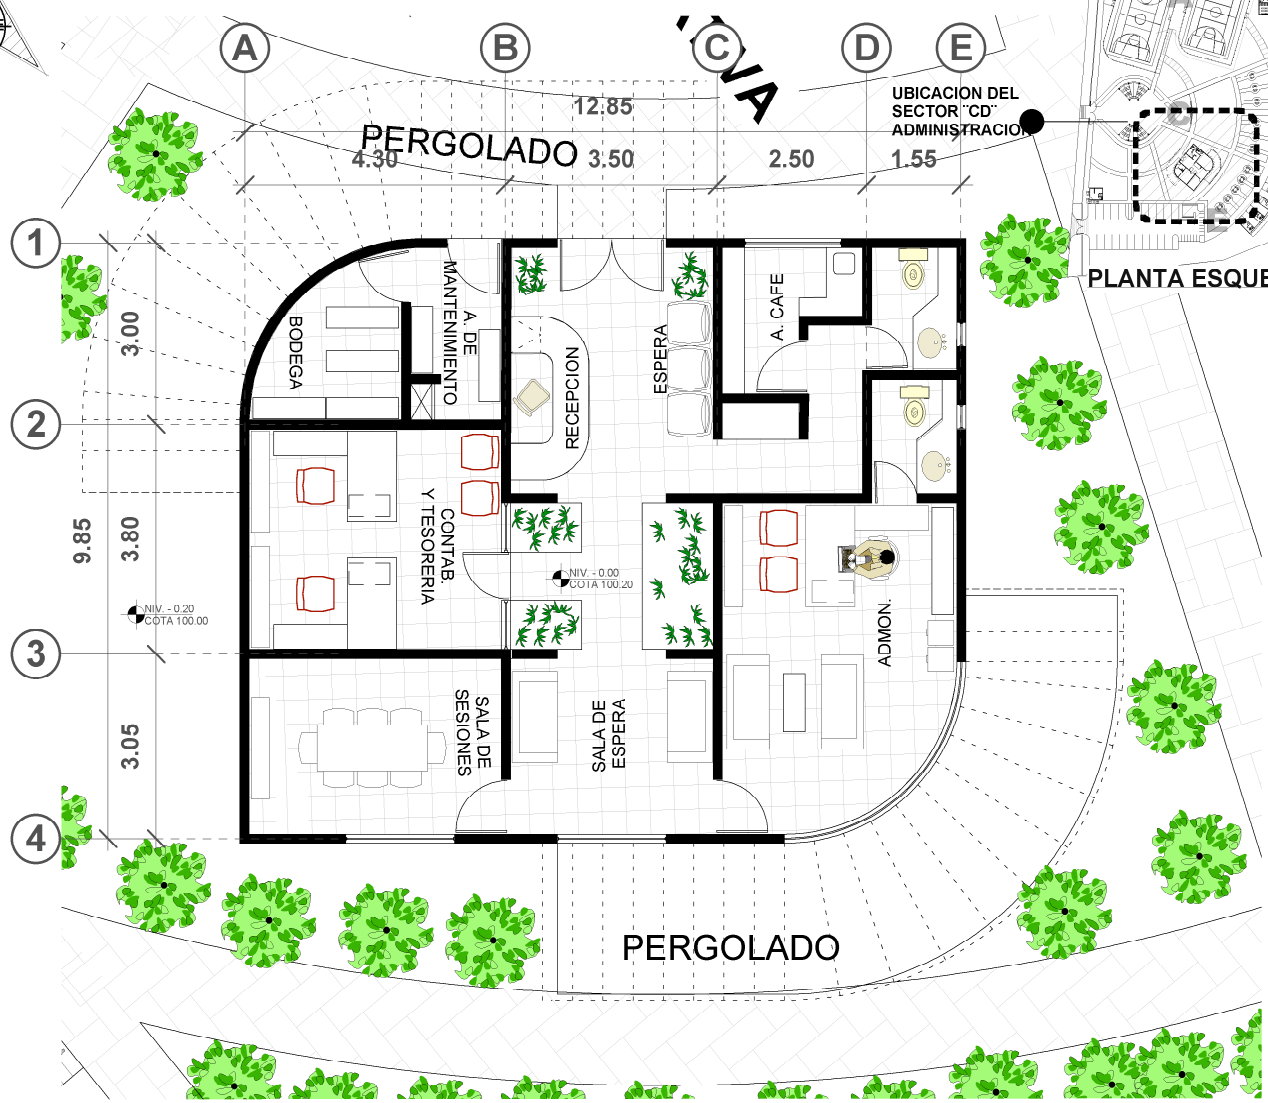 A
B
C
D
E
VA
UBICACION DEL
SECTOR ¨CD¨
ADMINISTRACION
C
E
12.85
PERGOLADO
4.30
3.50
2.50
1.55
PLANTA ESQUE
1
2
3
4
3.00
3.80
3.05
9.85
BODEGA
A. DE
MANTENIMIENTO
RECEPCION
ESPERA
A. CAFE
CONTAB.
Y TESORERIA
NIV. - 0.00
COTA 100.20
NIV. - 0.20
COTA 100.00
ADMON.
SALA DE
SESIONES
SALA DE
ESPERA
PERGOLADO